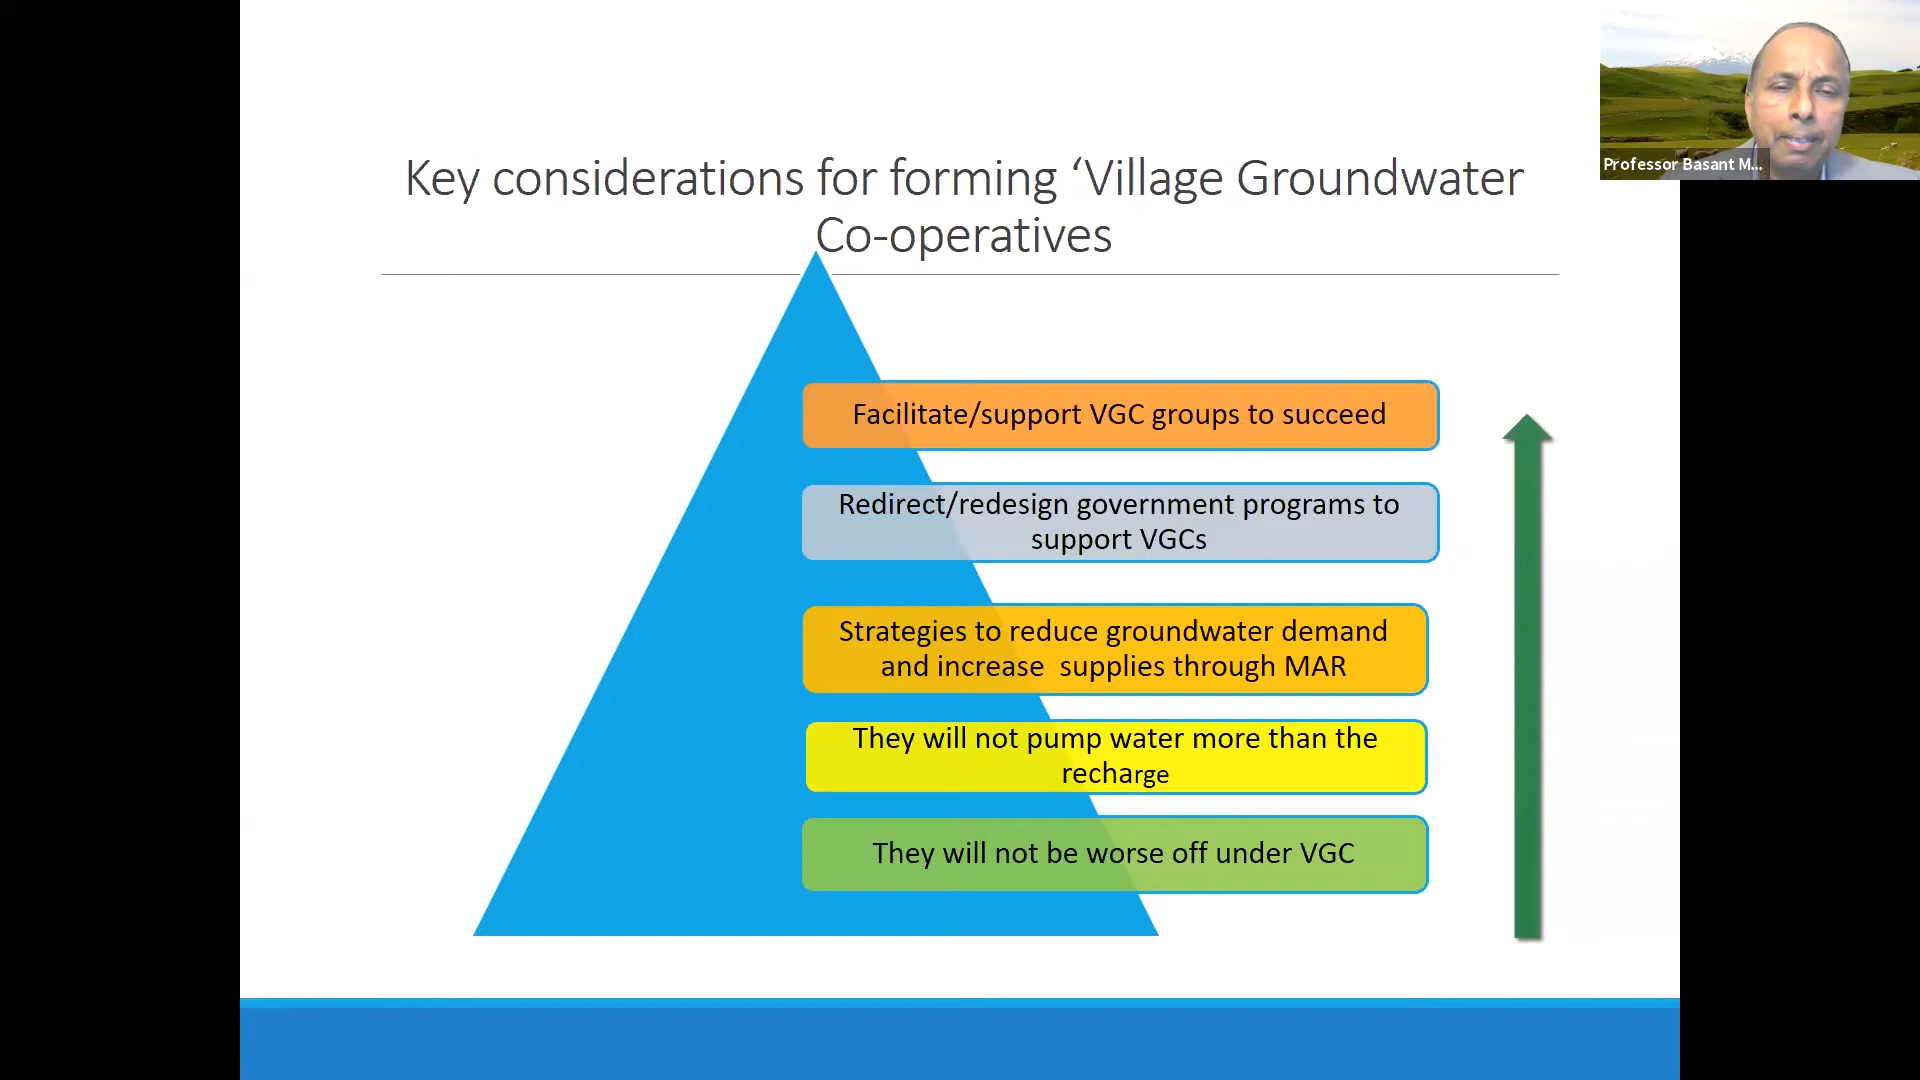 Key considerations for forming ‘Village Groundwater
Co-operatives
Professor Basant M...
Facilitate/support VGC groups to succeed
Redirect/redesign government programs to
support VGCs
Strategies to reduce groundwater demand
and increase  supplies through MAR
They will not pump water more than the
recharge
They will not be worse off under VGC